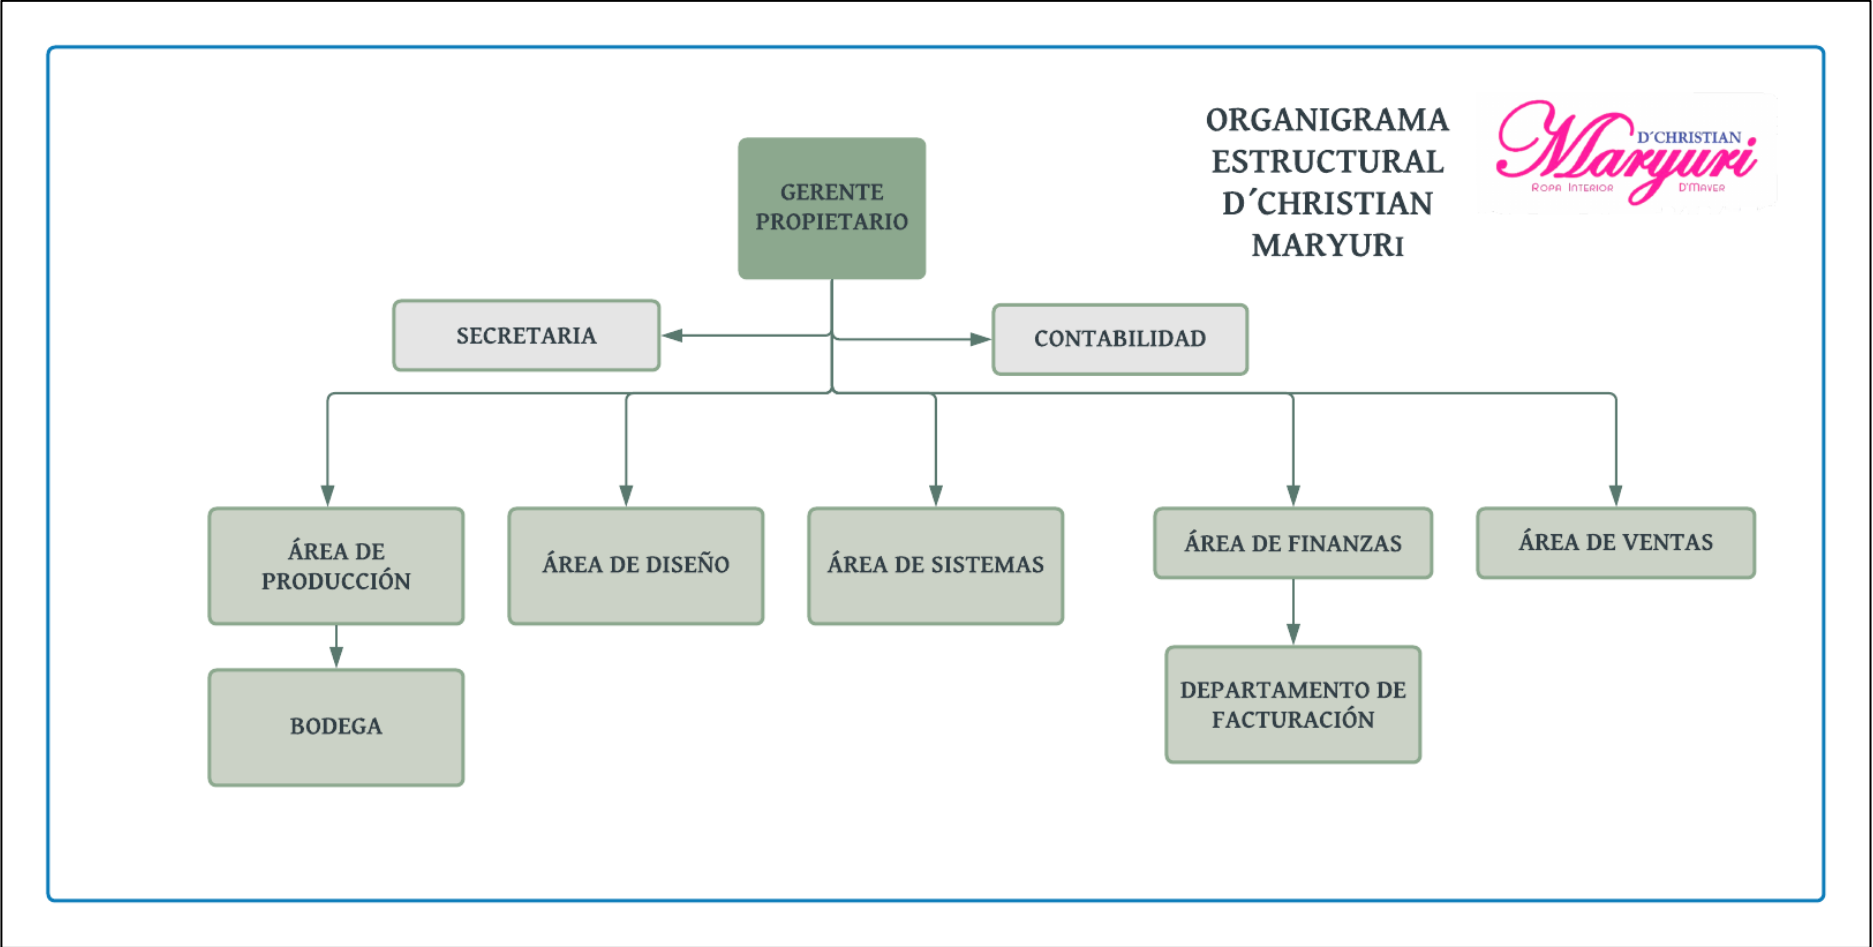 ORGANIGRAMA
ESTRUCTURAL
D´CHRISTIAN
MARYURI
D´CHRISTIAN
Maryuri
ROPA INTERIOR D'MAVER
GERENTE
PROPIETARIO
SECRETARIA
CONTABILIDAD
ÁREA DE
PRODUCCIÓN
ÁREA DE DISEÑO
ÁREA DE SISTEMAS
ÁREA DE FINANZAS
ÁREA DE VENTAS
BODEGA
DEPARTAMENTO DE
FACTURACIÓN